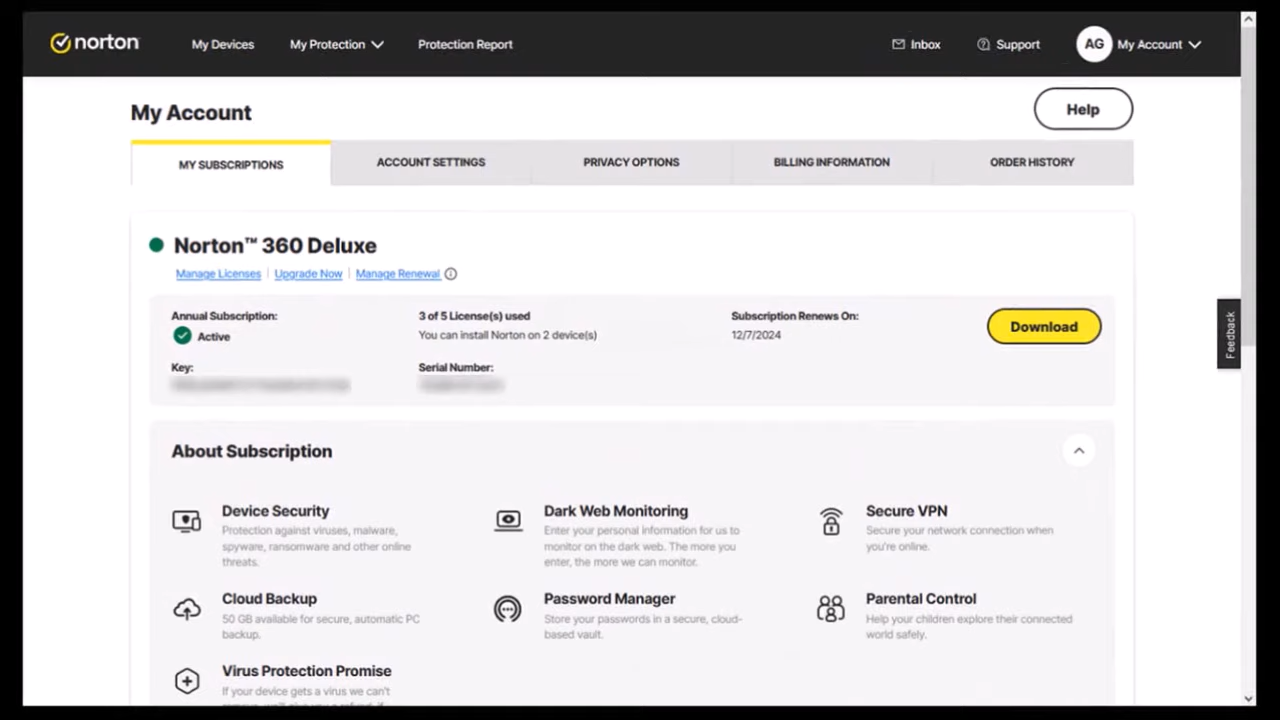 norton
My Devices
My Protection
Protection Report
Inbox
Support
AG
My Account
My Account
Help
MY SUBSCRIPTIONS
ACCOUNT SETTINGS
PRIVACY OPTIONS
BILLING INFORMATION
ORDER HISTORY
Norton™ 360 Deluxe
Manage Licenses | Upgrade Now | Manage Renewal
Annual Subscription:
Active
3 of 5 License(s) used
You can install Norton on 2 device(s)
Subscription Renews On:
12/7/2024
Download
Key:
Serial Number:
Feedback
About Subscription
Device Security
Protection against viruses, malware,
spyware, ransomware and other online
threats.
Dark Web Monitoring
Enter your personal information for us to
monitor on the dark web. The more you
enter, the more we can monitor.
Secure VPN
Secure your network connection when
you're online.
Cloud Backup
50 GB available for secure, automatic PC
backup.
Password Manager
Store your passwords in a secure, cloud-
based vault.
Parental Control
Help your children explore their connected
world safely.
Virus Protection Promise
If your device gets a virus we can't